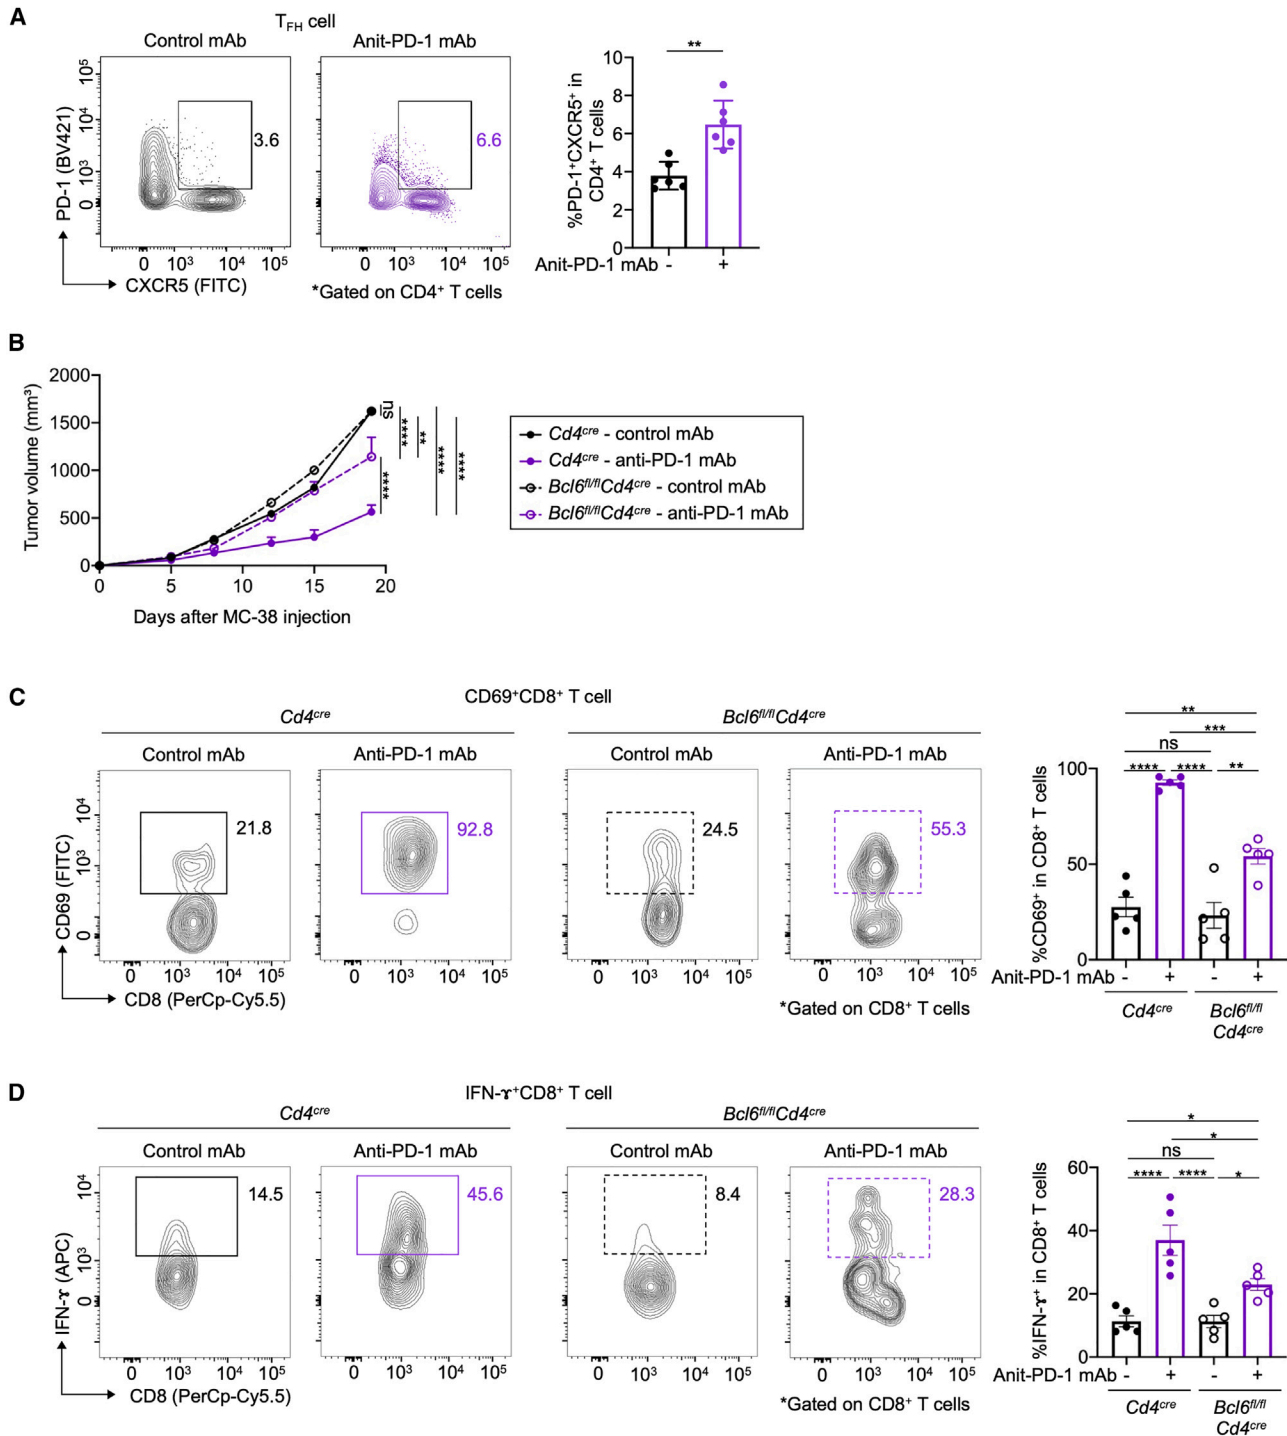 A
T_FH cell
Control mAb
Anit-PD-1 mAb
PD-1 (BV421)
10⁵
10⁴
10³
0
3.6
6.6
0 10³ 10⁴ 10⁵
0 10³ 10⁴ 10⁵
CXCR5 (FITC)
*Gated on CD4⁺ T cells
%PD-1⁺CXCR5⁺ in
CD4⁺ T cells
10
8
6
4
2
0
**
Anit-PD-1 mAb - +
B
Tumor volume (mm³)
2000
1500
1000
500
0
0 5 10 15 20
Days after MC-38 injection
ns
****
****
**
****
****
Cd4ᶜʳᵉ - control mAb
Cd4ᶜʳᵉ - anti-PD-1 mAb
Bcl6ᶠˡ/ᶠˡCd4ᶜʳᵉ - control mAb
Bcl6ᶠˡ/ᶠˡCd4ᶜʳᵉ - anti-PD-1 mAb
C
CD69⁺CD8⁺ T cell
Cd4ᶜʳᵉ
Bcl6ᶠˡ/ᶠˡCd4ᶜʳᵉ
Control mAb
Anti-PD-1 mAb
Control mAb
Anti-PD-1 mAb
CD69 (FITC)
10⁴
10³
0
21.8
92.8
24.5
55.3
0 10³ 10⁴ 10⁵
0 10³ 10⁴ 10⁵
0 10³ 10⁴ 10⁵
0 10³ 10⁴ 10⁵
CD8 (PerCp-Cy5.5)
*Gated on CD8⁺ T cells
%CD69⁺ in CD8⁺ T cells
100
50
0
**
***
ns
**** **** **
Anit-PD-1 mAb - + - +
Cd4ᶜʳᵉ
Bcl6ᶠˡ/ᶠˡ
Cd4ᶜʳᵉ
D
IFN-ɤ⁺CD8⁺ T cell
Cd4ᶜʳᵉ
Bcl6ᶠˡ/ᶠˡCd4ᶜʳᵉ
Control mAb
Anti-PD-1 mAb
Control mAb
Anti-PD-1 mAb
IFN-ɤ (APC)
10⁴
10³
0
14.5
45.6
8.4
28.3
0 10³ 10⁴ 10⁵
0 10³ 10⁴ 10⁵
0 10³ 10⁴ 10⁵
0 10³ 10⁴ 10⁵
CD8 (PerCp-Cy5.5)
*Gated on CD8⁺ T cells
%IFN-ɤ⁺ in CD8⁺ T cells
60
40
20
0
*
*
ns
**** **** *
Anit-PD-1 mAb - + - +
Cd4ᶜʳᵉ
Bcl6ᶠˡ/ᶠˡ
Cd4ᶜʳᵉ